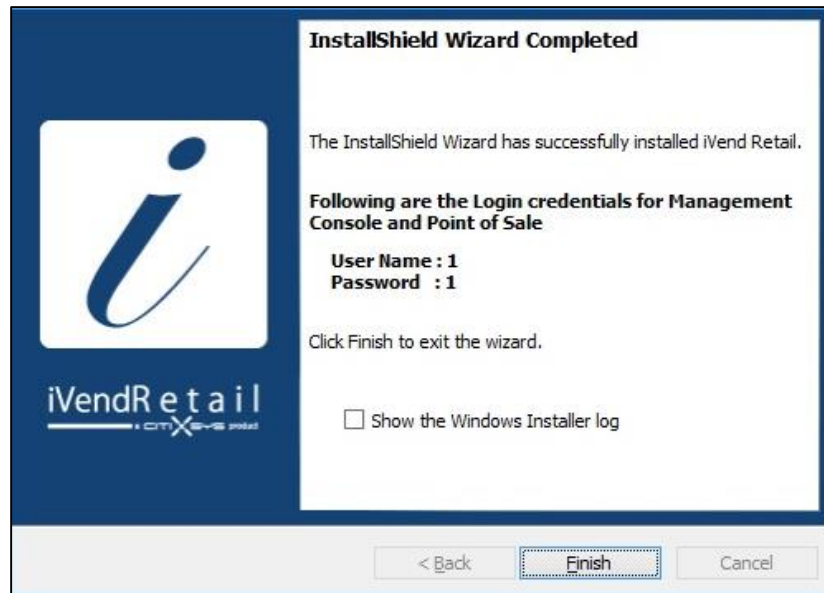 InstallShield Wizard Completed
The InstallShield Wizard has successfully installed iVend Retail.
Following are the Login credentials for Management
Console and Point of Sale
User Name : 1
Password : 1
Click Finish to exit the wizard.
i
iVendRetail
a CITIXSYS product
Show the Windows Installer log
< Back
Finish
Cancel